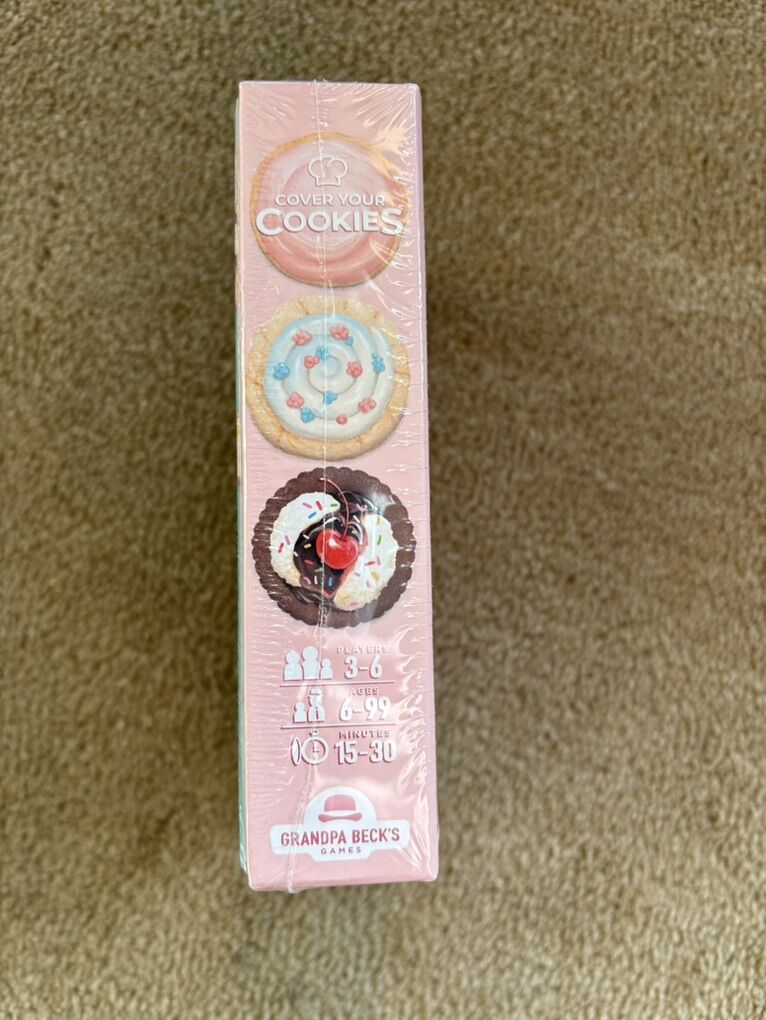 COVER YOUR
COOKIES
PLAYERS
3-6
AGES
6-99
MINUTES
15-30
GRANDPA BECK'S
GAMES